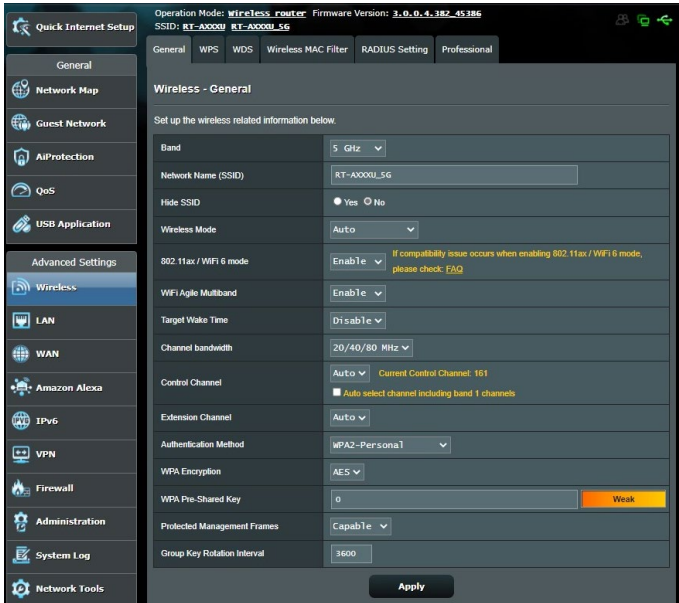 Quick Internet Setup
General
Network Map
Guest Network
AiProtection
QoS
USB Application
Advanced Settings
Wireless
LAN
WAN
Amazon Alexa
IPv6
VPN
Firewall
Administration
System Log
Network Tools
Operation Mode: Wireless router Firmware Version: 3.0.0.4.382_45386
SSID: RT-AXXXU RT-AXXXU_5G
General WPS WDS Wireless MAC Filter RADIUS Setting Professional
Wireless - General
Set up the wireless related information below.
Band 5 GHz
Network Name (SSID) RT-AXXXU_5G
Hide SSID Yes No
Wireless Mode Auto
802.11ax / WiFi 6 mode Enable If compatibility issue occurs when enabling 802.11ax / WiFi 6 mode,
please check: FAQ
WiFi Agile Multiband Enable
Target Wake Time Disable
Channel bandwidth 20/40/80 MHz
Control Channel Auto Current Control Channel: 161
Auto select channel including band 1 channels
Extension Channel Auto
Authentication Method WPA2-Personal
WPA Encryption AES
WPA Pre-Shared Key 0 Weak
Protected Management Frames Capable
Group Key Rotation Interval 3600
Apply